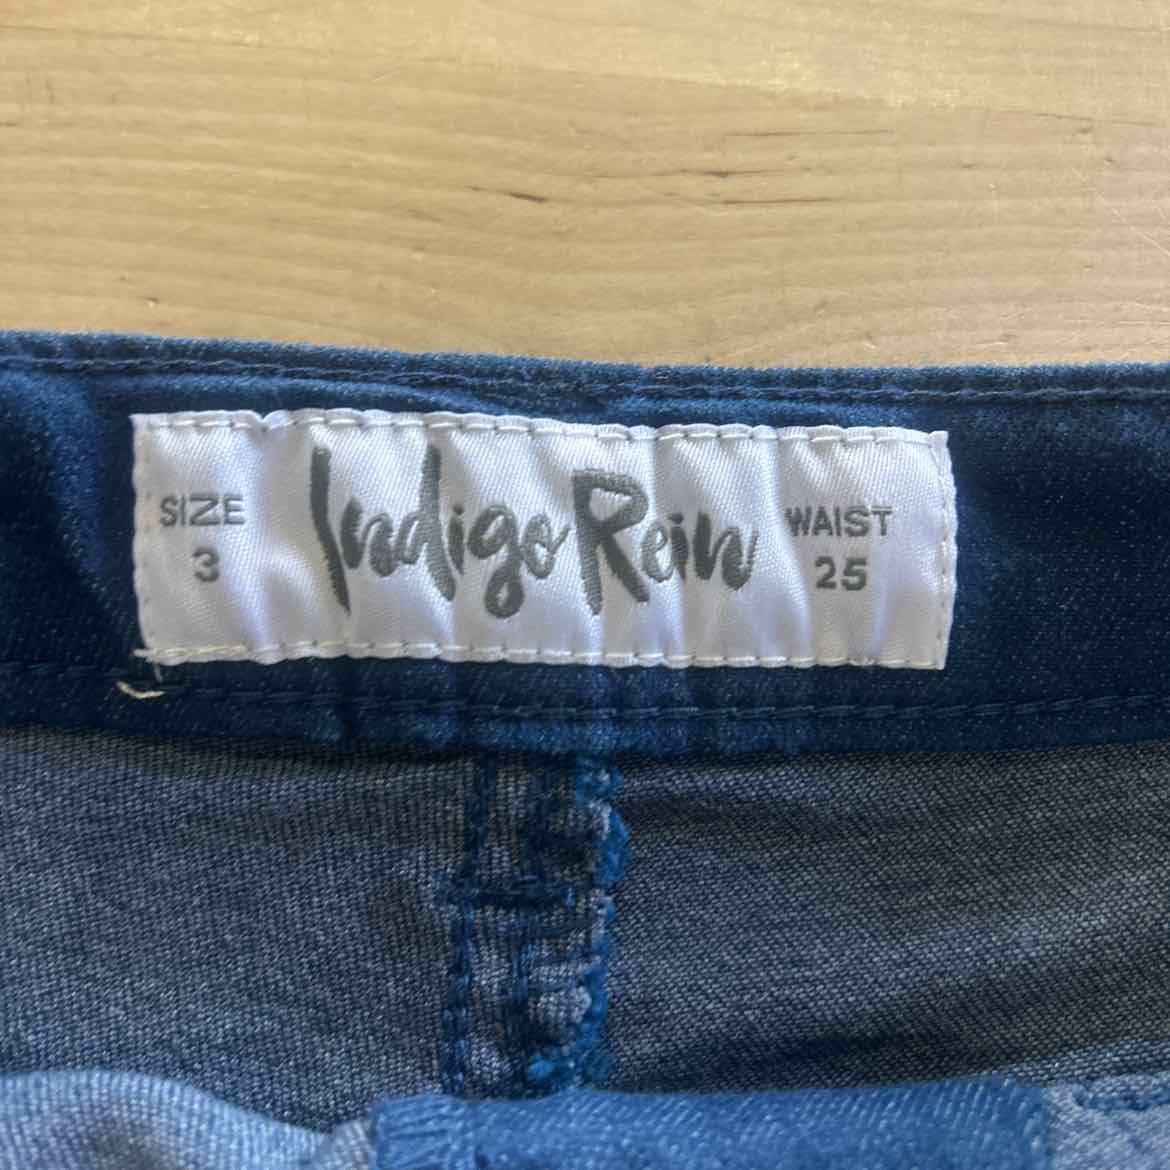 SIZE
3
Indigo Rein
WAIST
25